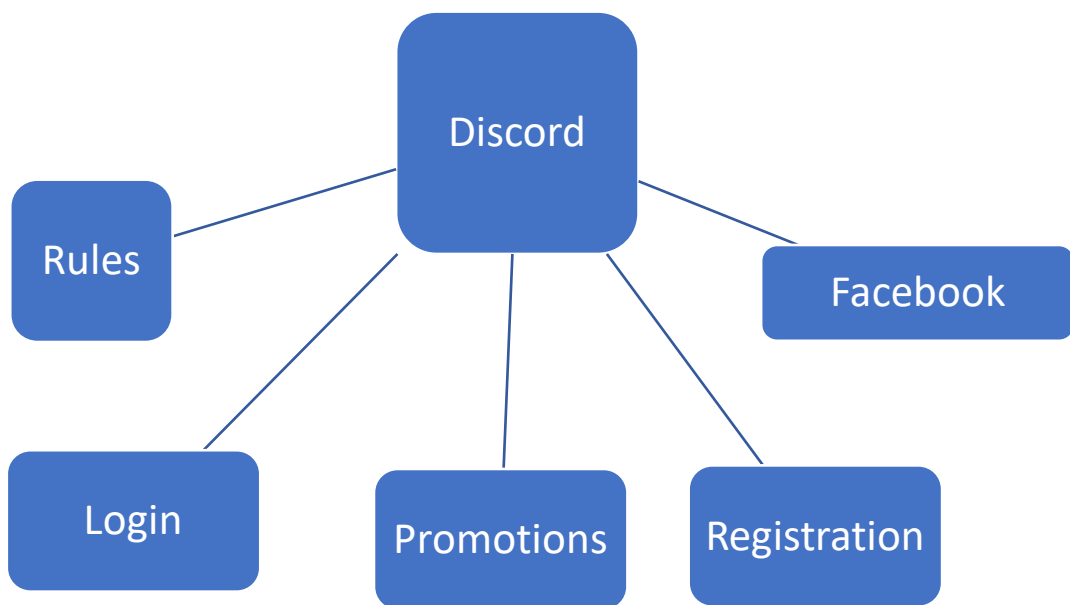 Discord
Rules
Facebook
Login
Promotions
Registration